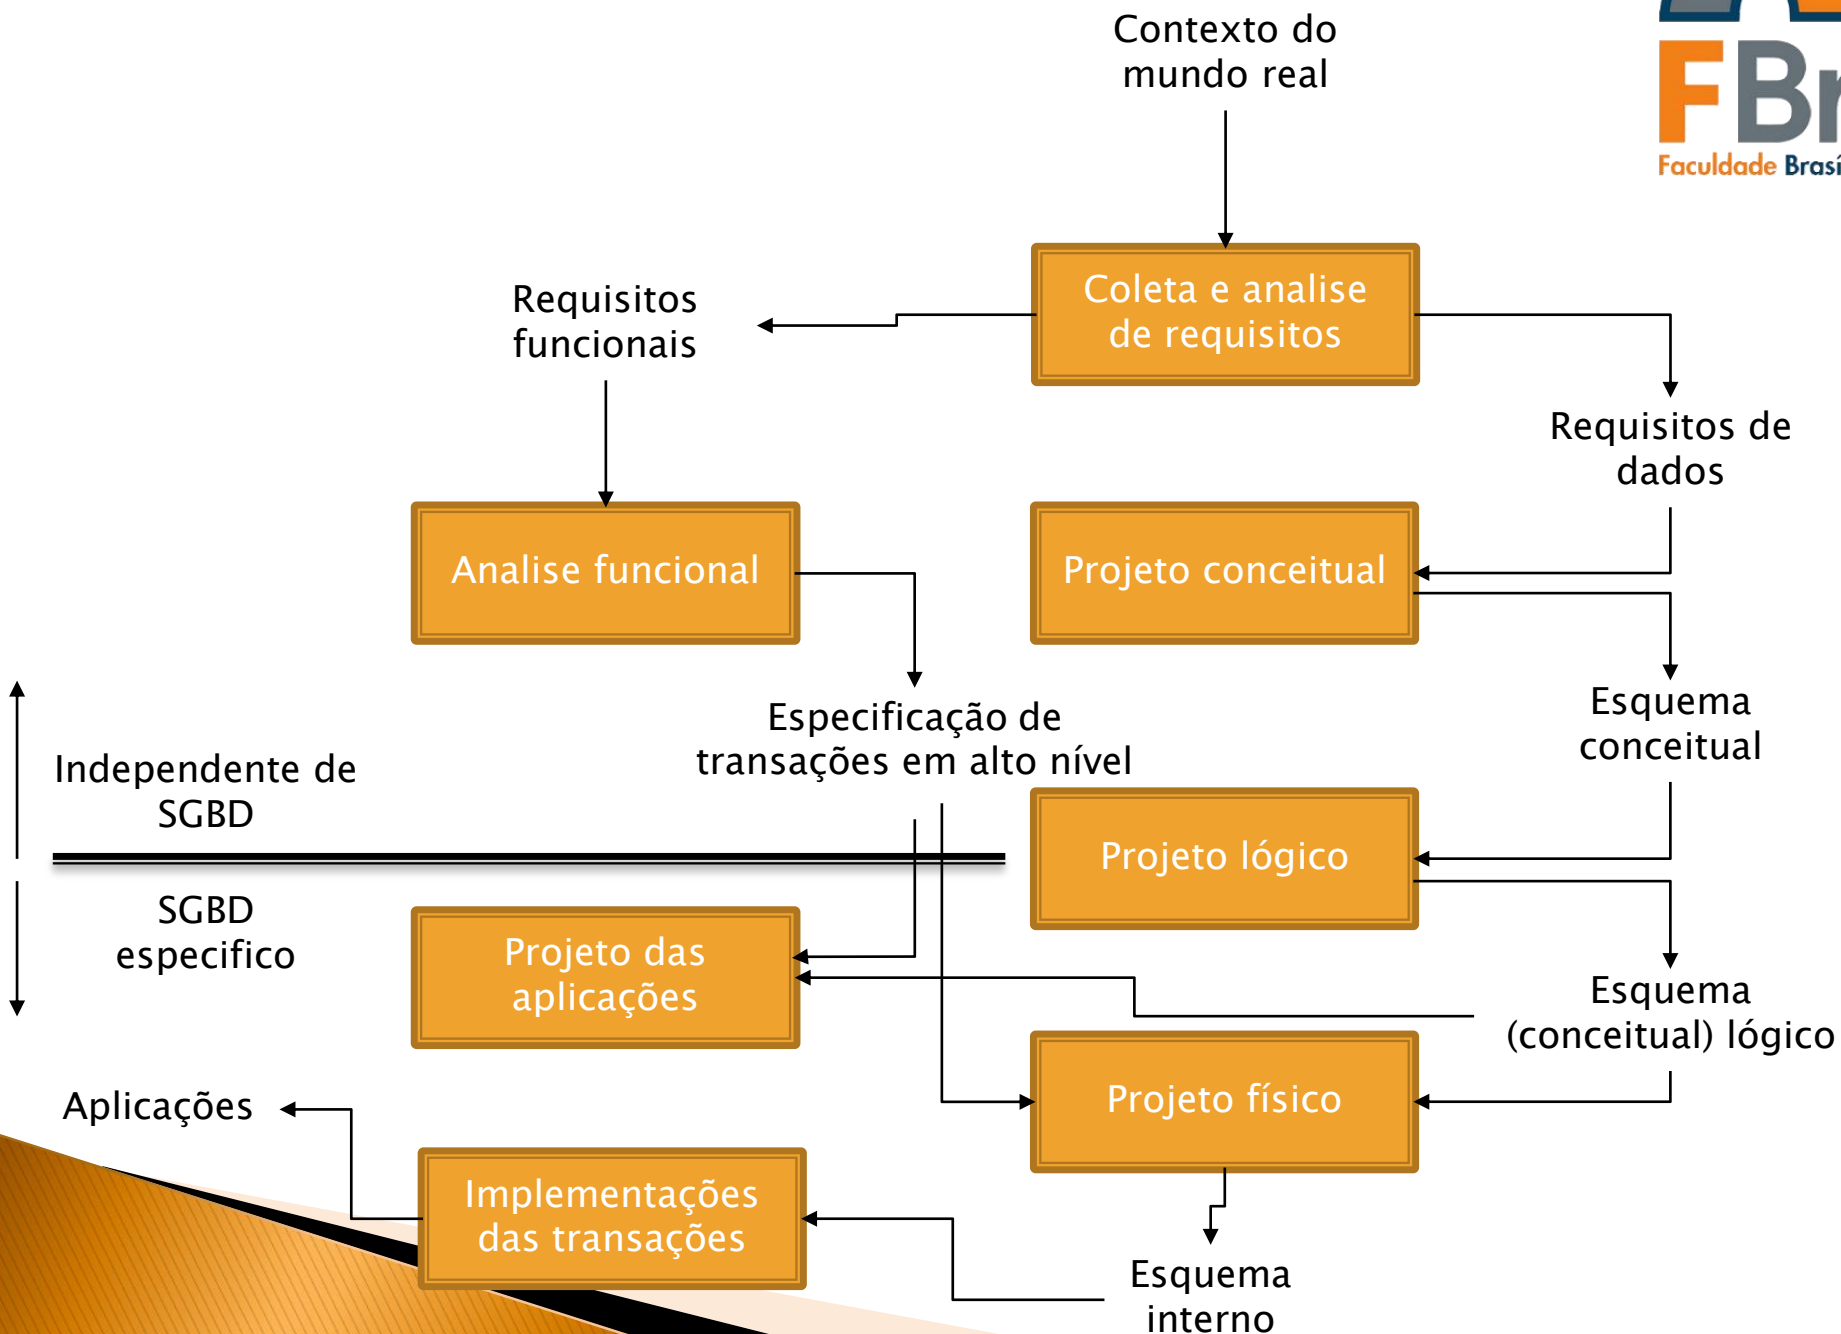 Contexto do
mundo real
FBr
Faculdade Brasí
Coleta e analise
de requisitos
Requisitos
funcionais
Requisitos de
dados
Analise funcional
Projeto conceitual
Especificação de
transações em alto nível
Esquema
conceitual
Independente de
SGBD
Projeto lógico
SGBD
especifico
Projeto das
aplicações
Esquema
(conceitual) lógico
Aplicações
Projeto físico
Implementações
das transações
Esquema
interno